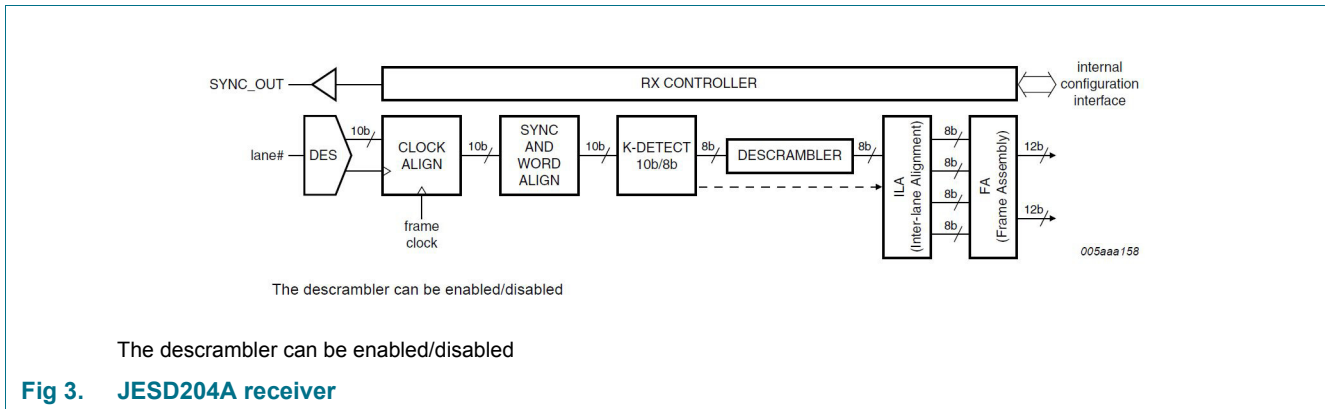 SYNC_OUT
RX CONTROLLER
internal
configuration
interface
lane#
DES
10b
CLOCK
ALIGN
frame
clock
10b
SYNC
AND
WORD
ALIGN
10b
K-DETECT
10b/8b
8b
DESCRAMBLER
8b
ILA
(Inter-lane Alignment)
8b
8b
8b
8b
FA
(Frame Assembly)
12b
12b
005aaa158
The descrambler can be enabled/disabled
The descrambler can be enabled/disabled
Fig 3. JESD204A receiver